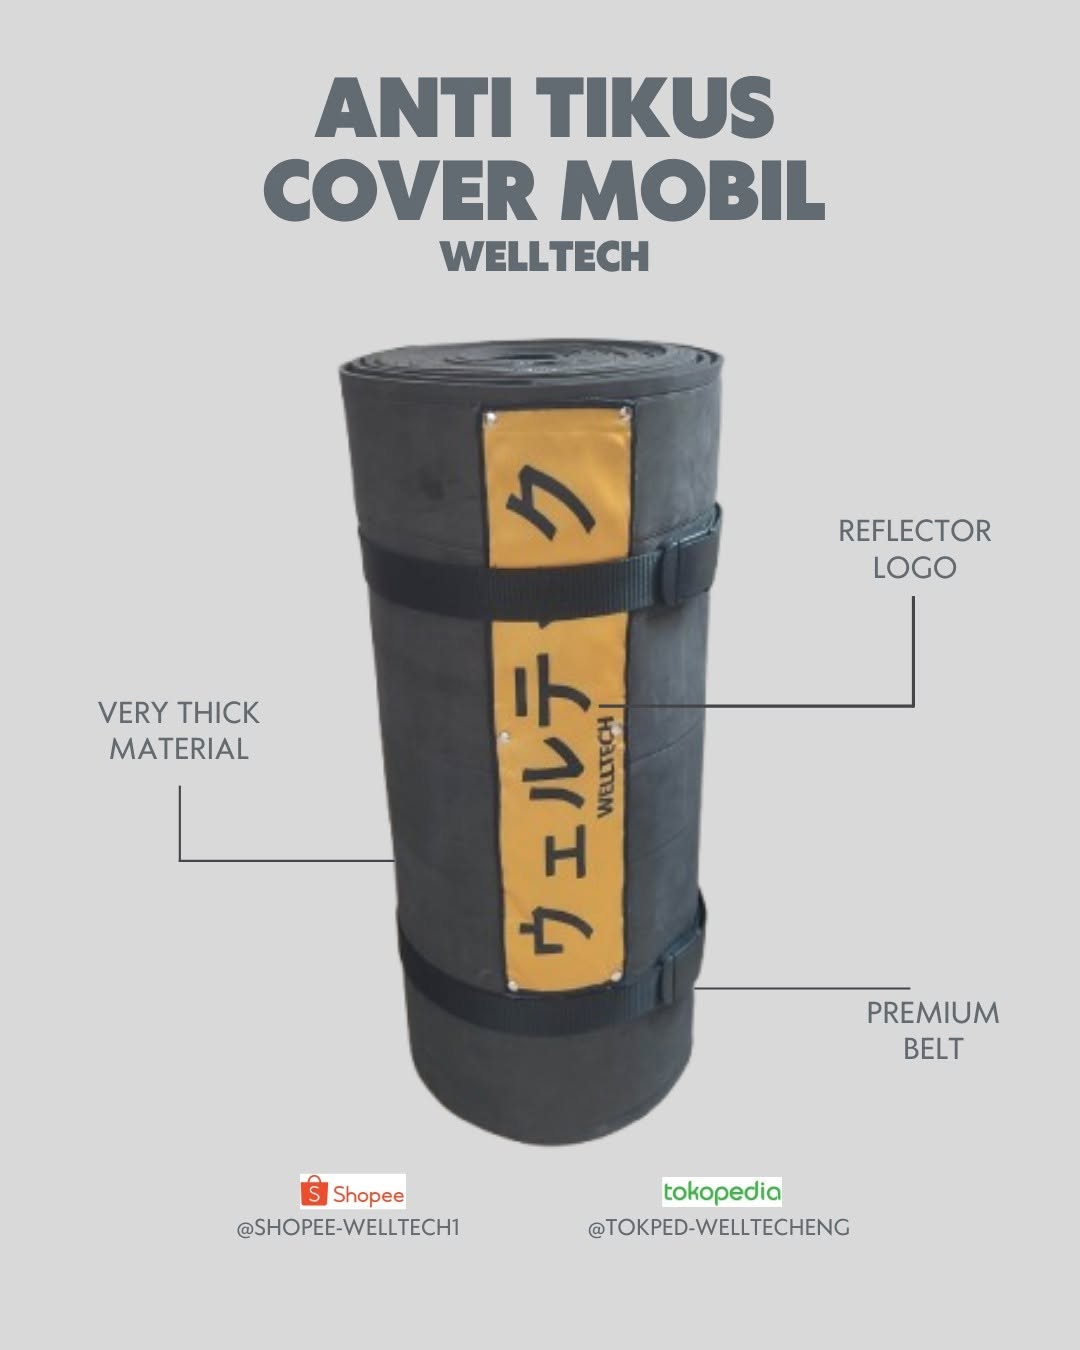 ANTI TIKUS
COVER MOBIL
WELLTECH
ウェルテク
WELLTECH
REFLECTOR
LOGO
VERY THICK
MATERIAL
PREMIUM
BELT
Shopee
@SHOPEE-WELLTECH1
tokopedia
@TOKPED-WELLTECHENG